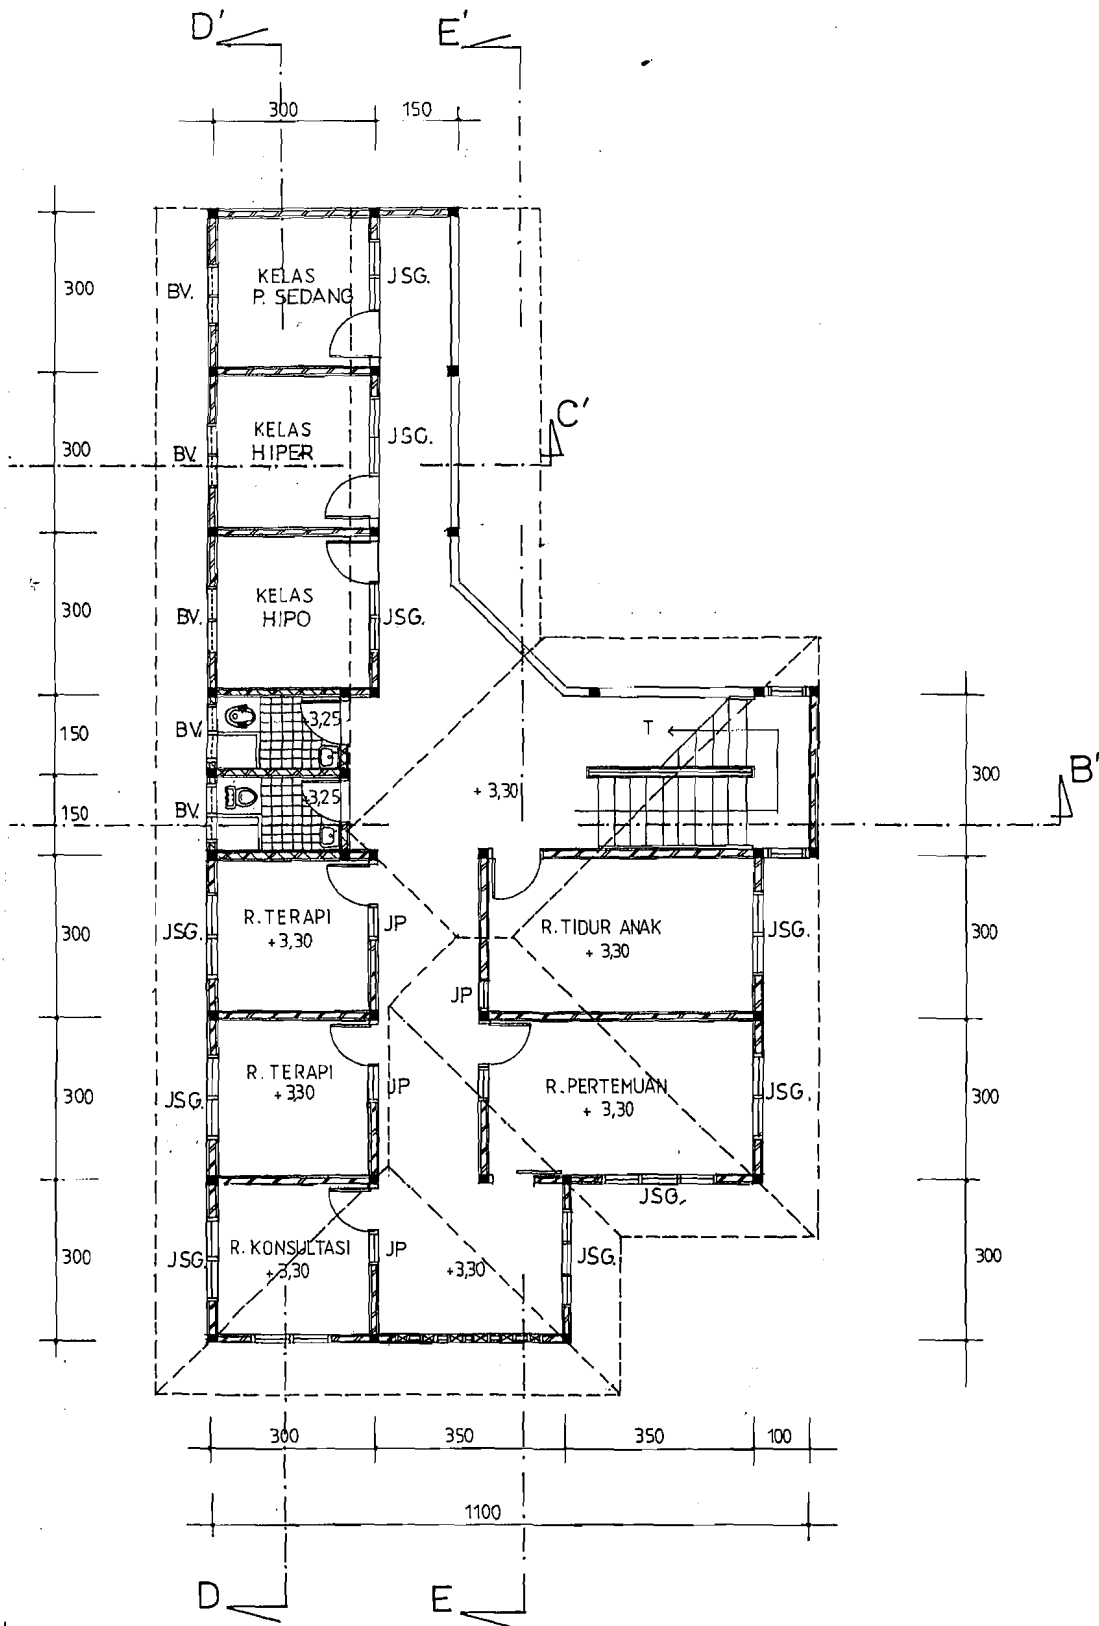 D' E'
300 150
KELAS
P. SEDANG
JSG.
BV.
300
C'
KELAS
HIPER
JSG.
BV.
300
KELAS
HIPO
JSG.
BV.
300
T
BV.
+3,25
150
300
B'
+ 3,30
BV.
+3,25
150
R. TERAPI
+3,30
JSG.
JP
300
R. TIDUR ANAK
+ 3,30
JSG.
300
JP
R. TERAPI
+3,30
JSG.
JP
300
R. PERTEMUAN
+ 3,30
JSG.
300
JSG.
R. KONSULTASI
+3,30
JSG.
JP
300
+3,30
JSG.
300
300 350 350 100
1100
D E